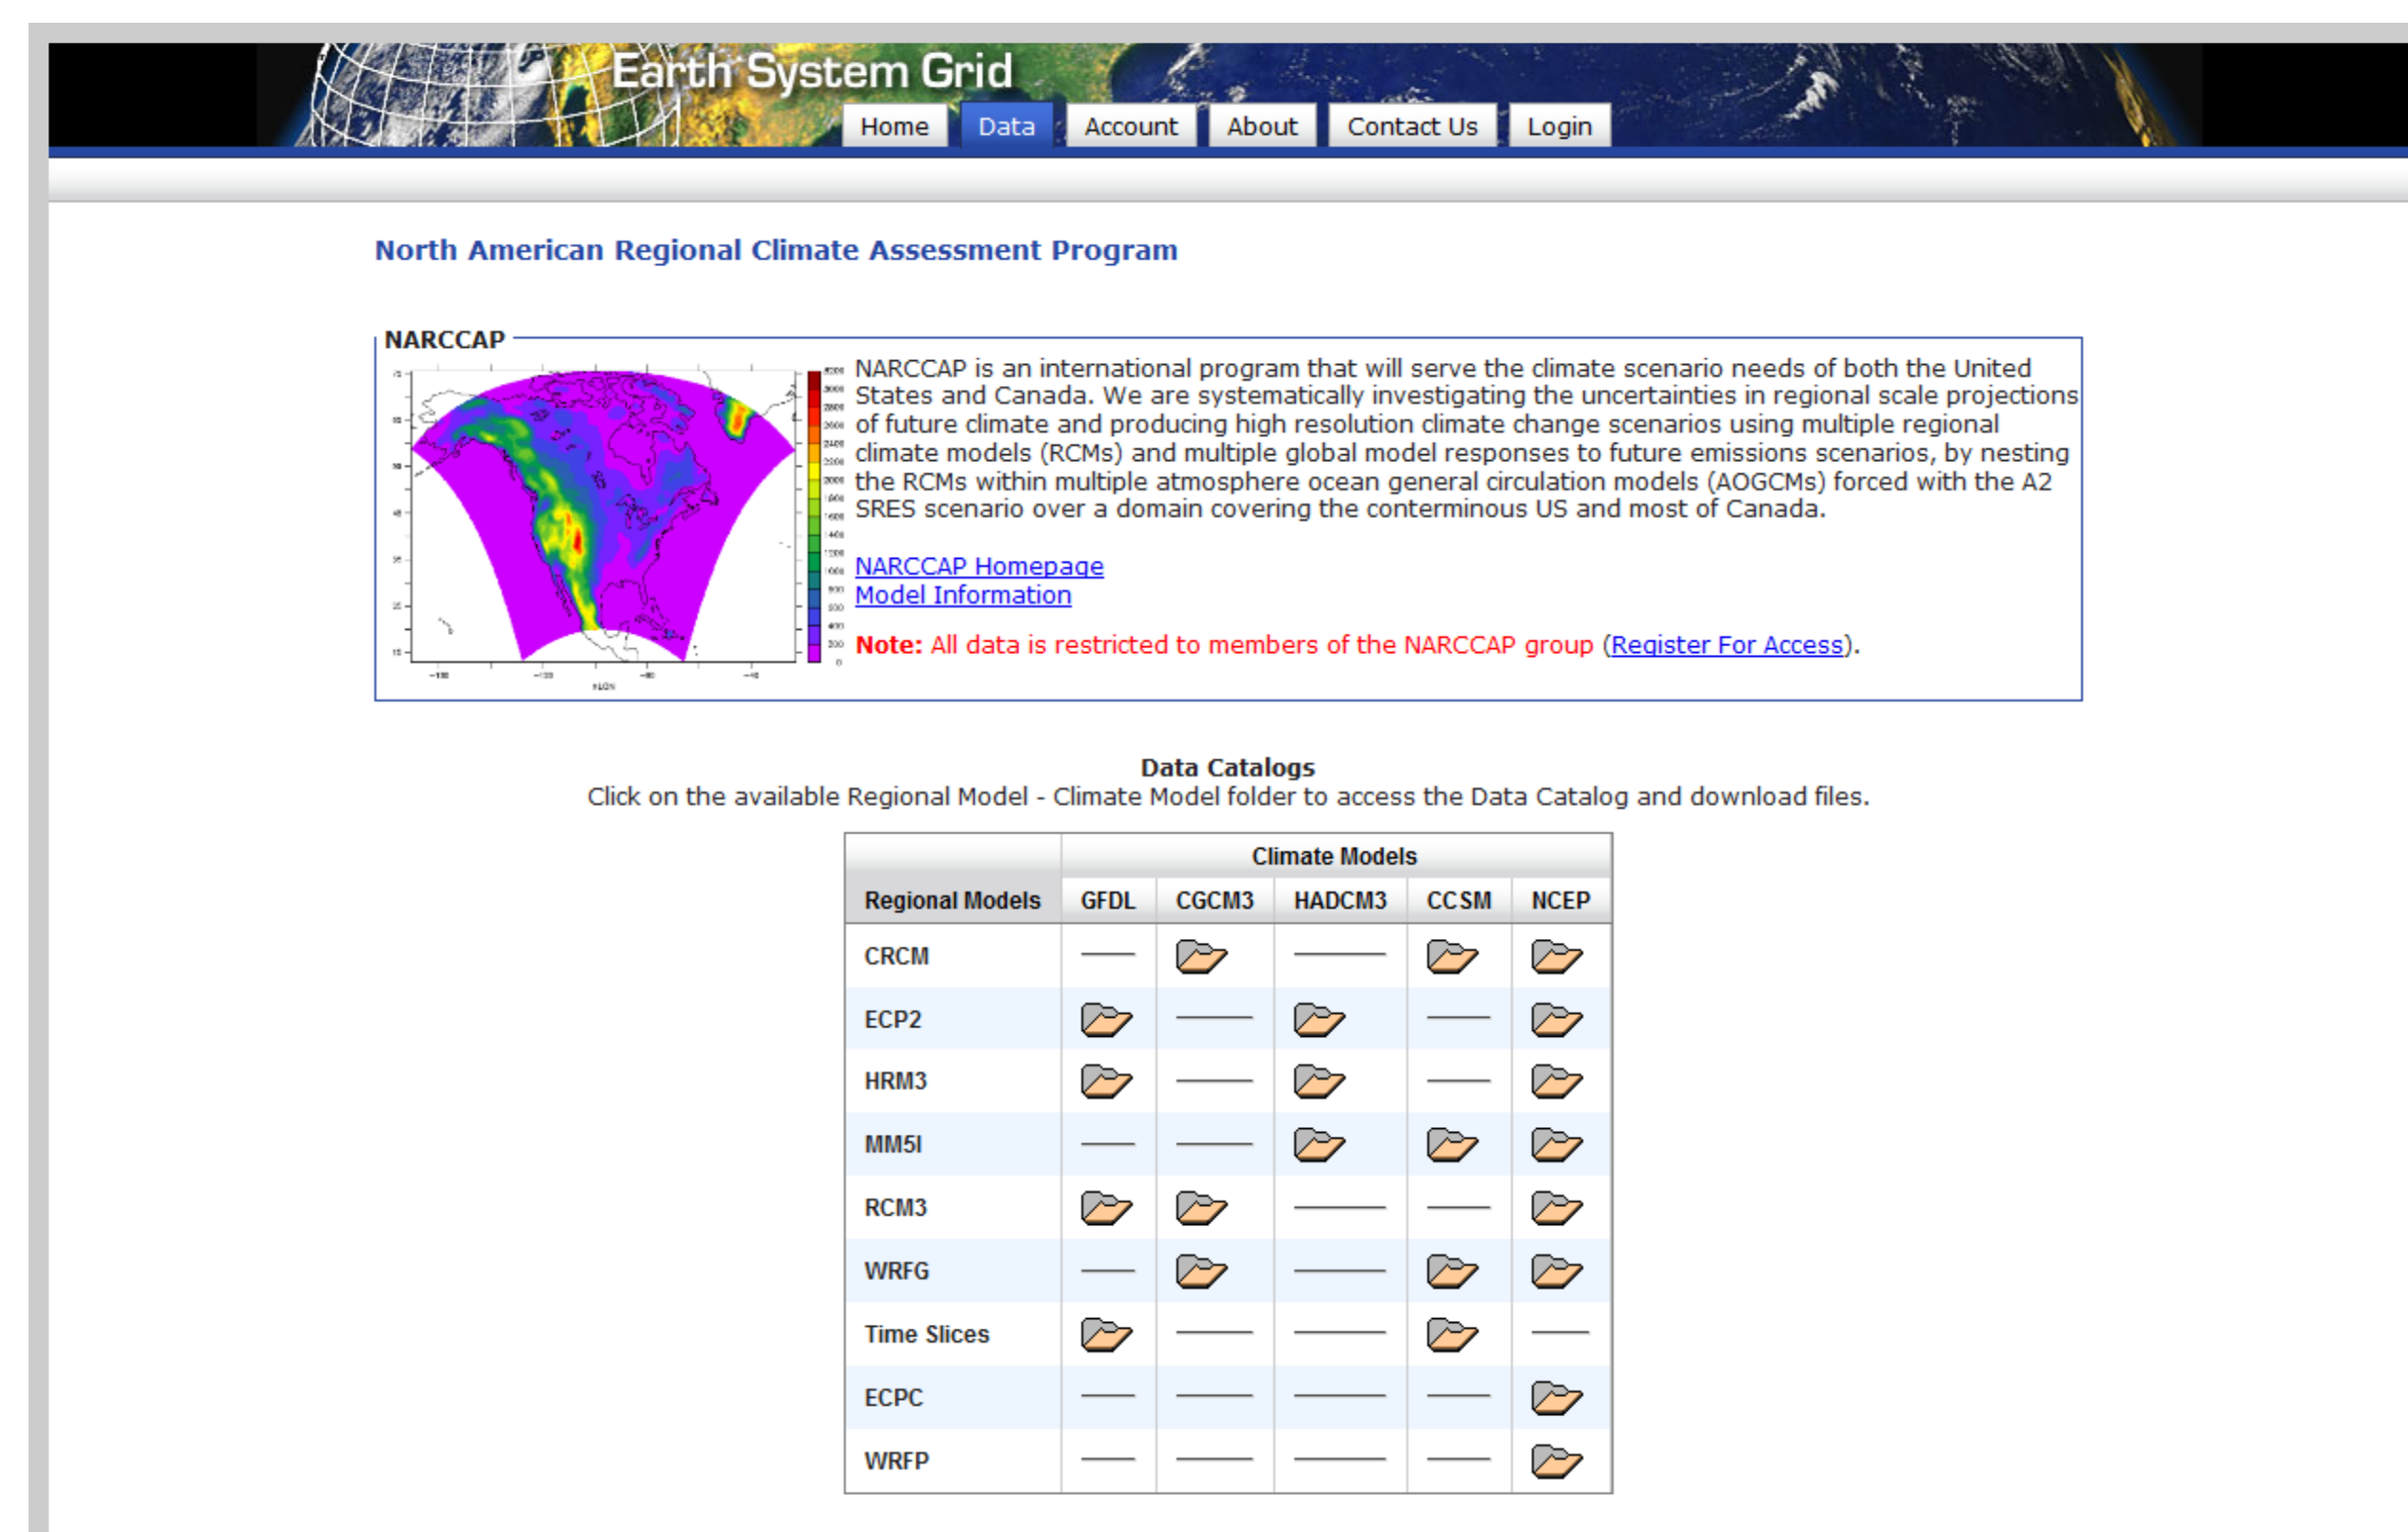 Earth System Grid
Home Data Account About Contact Us Login
North American Regional Climate Assessment Program
NARCCAP
NARCCAP is an international program that will serve the climate scenario needs of both the United
States and Canada. We are systematically investigating the uncertainties in regional scale projections
of future climate and producing high resolution climate change scenarios using multiple regional
climate models (RCMs) and multiple global model responses to future emissions scenarios, by nesting
the RCMs within multiple atmosphere ocean general circulation models (AOGCMs) forced with the A2
SRES scenario over a domain covering the conterminous US and most of Canada.
NARCCAP Homepage
Model Information
Note: All data is restricted to members of the NARCCAP group (Register For Access).
Data Catalogs
Click on the available Regional Model - Climate Model folder to access the Data Catalog and download files.
Climate Models
Regional Models GFDL CGCM3 HADCM3 CCSM NCEP
CRCM
ECP2
HRM3
MM5I
RCM3
WRFG
Time Slices
ECPC
WRFP